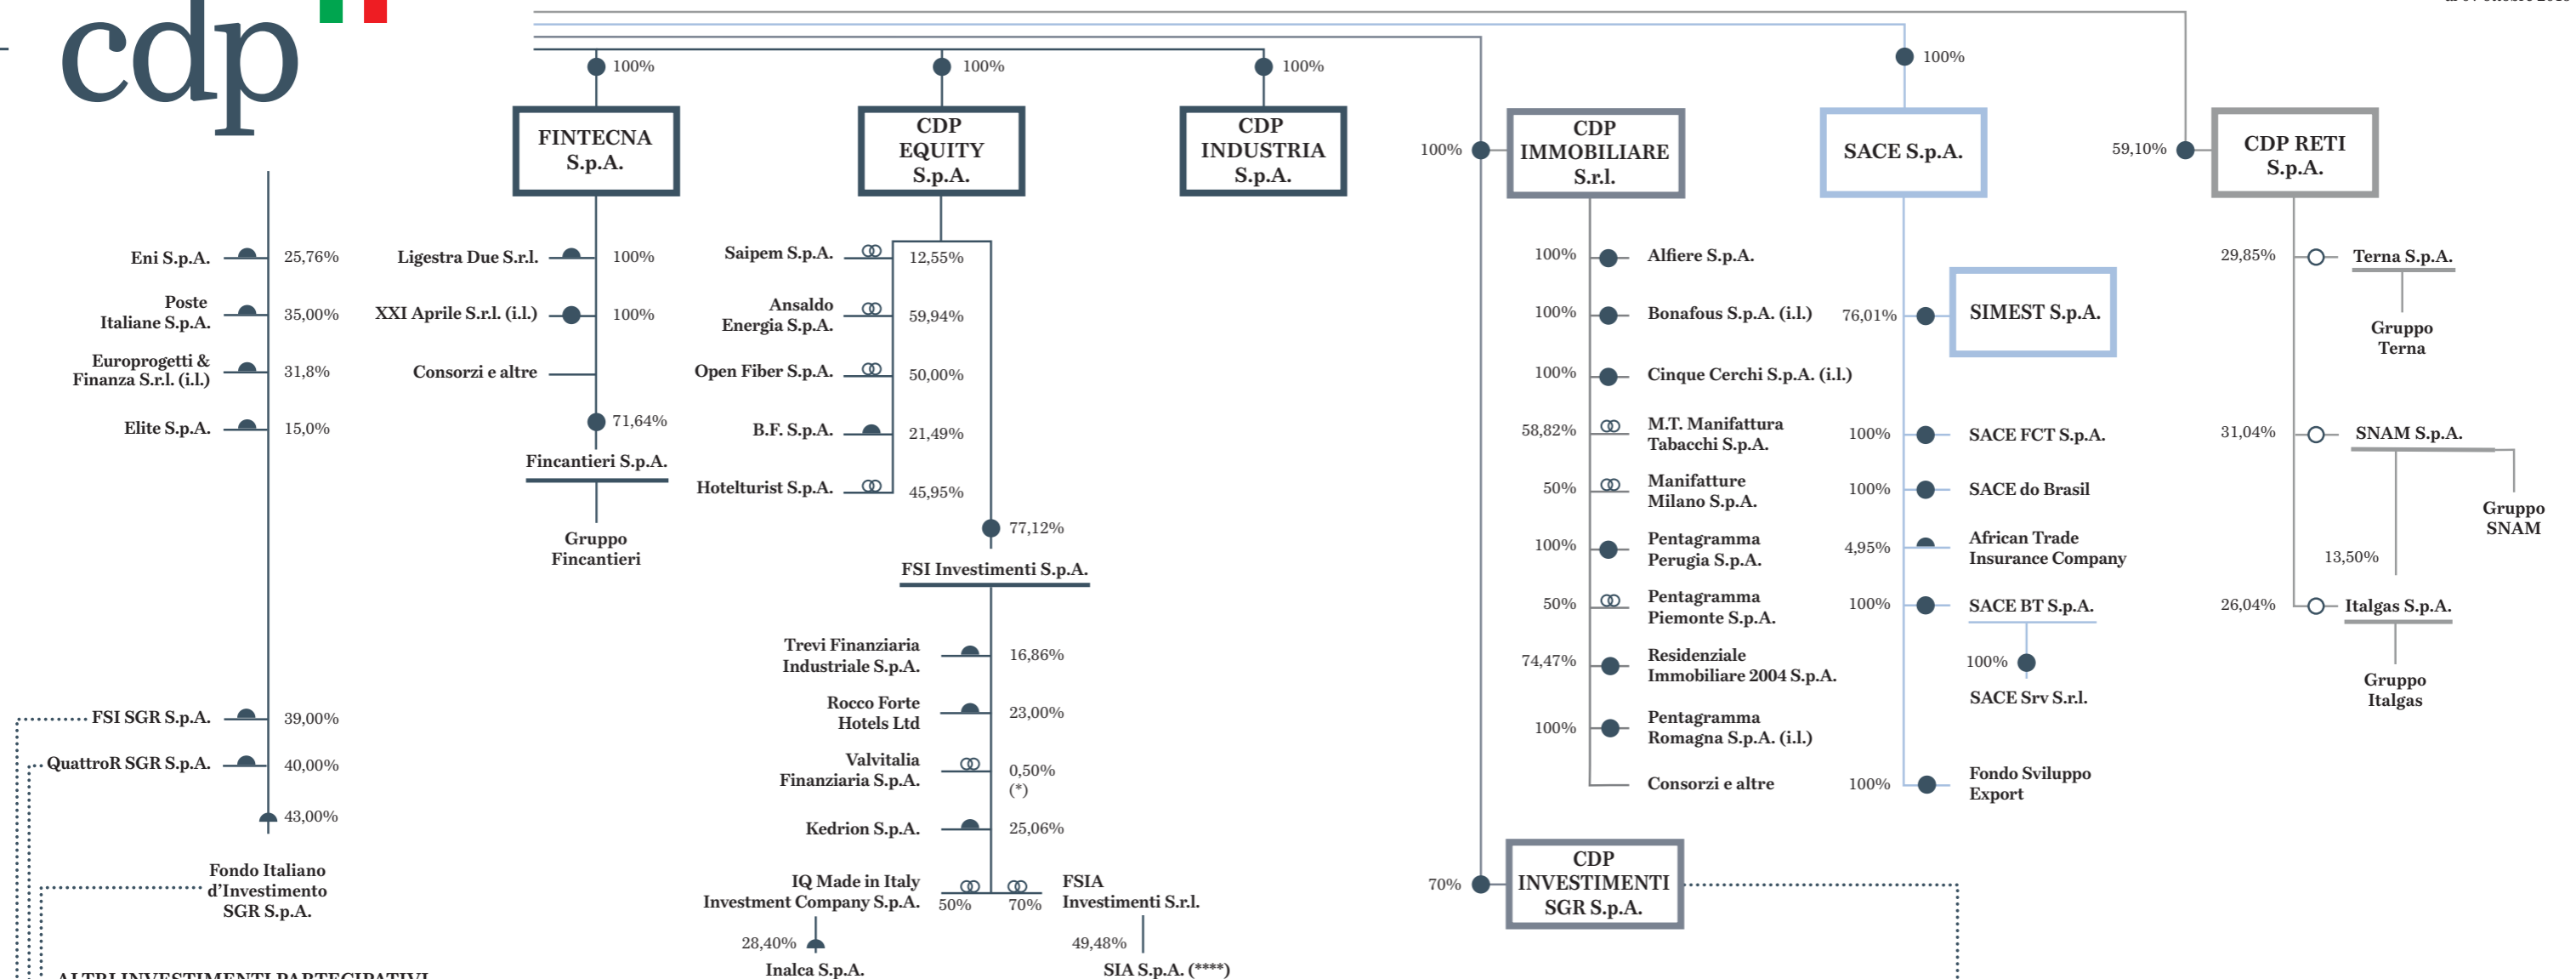 cdp
100%
100%
100%
100%
FINTECNA
S.p.A.
CDP
EQUITY
S.p.A.
CDP
INDUSTRIA
S.p.A.
100%
CDP
IMMOBILIARE
S.r.l.
SACE S.p.A.
59,10%
CDP RETI
S.p.A.
Eni S.p.A.
25,76%
Poste
Italiane S.p.A.
35,00%
Europrogetti &
Finanza S.r.l. (i.l.)
31,8%
Elite S.p.A.
15,0%
FSI SGR S.p.A.
39,00%
QuattroR SGR S.p.A.
40,00%
43,00%
Fondo Italiano
d'Investimento
SGR S.p.A.
ALTRI INVESTIMENTI PARTECIPATIVI
Ligestra Due S.r.l.
100%
XXI Aprile S.r.l. (i.l.)
100%
Consorzi e altre
71,64%
Fincantieri S.p.A.
Gruppo
Fincantieri
Saipem S.p.A.
12,55%
Ansaldo
Energia S.p.A.
59,94%
Open Fiber S.p.A.
50,00%
B.F. S.p.A.
21,49%
Hotelturist S.p.A.
45,95%
77,12%
FSI Investimenti S.p.A.
Trevi Finanziaria
Industriale S.p.A.
16,86%
Rocco Forte
Hotels Ltd
23,00%
Valvitalia
Finanziaria S.p.A.
0,50%
(*)
Kedrion S.p.A.
25,06%
IQ Made in Italy
Investment Company S.p.A.
50%
70%
FSIA
Investimenti S.r.l.
28,40%
Inalca S.p.A.
49,48%
SIA S.p.A. (****)
100%
Alfiere S.p.A.
100%
Bonafous S.p.A. (i.l.)
100%
Cinque Cerchi S.p.A. (i.l.)
58,82%
M.T. Manifattura
Tabacchi S.p.A.
50%
Manifatture
Milano S.p.A.
100%
Pentagramma
Perugia S.p.A.
50%
Pentagramma
Piemonte S.p.A.
74,47%
Residenziale
Immobiliare 2004 S.p.A.
100%
Pentagramma
Romagna S.p.A. (i.l.)
Consorzi e altre
70%
CDP
INVESTIMENTI
SGR S.p.A.
76,01%
SIMEST S.p.A.
100%
SACE FCT S.p.A.
100%
SACE do Brasil
4,95%
African Trade
Insurance Company
100%
SACE BT S.p.A.
100%
SACE Srv S.r.l.
100%
Fondo Sviluppo
Export
29,85%
Terna S.p.A.
Gruppo
Terna
31,04%
SNAM S.p.A.
Gruppo
SNAM
13,50%
26,04%
Italgas S.p.A.
Gruppo
Italgas